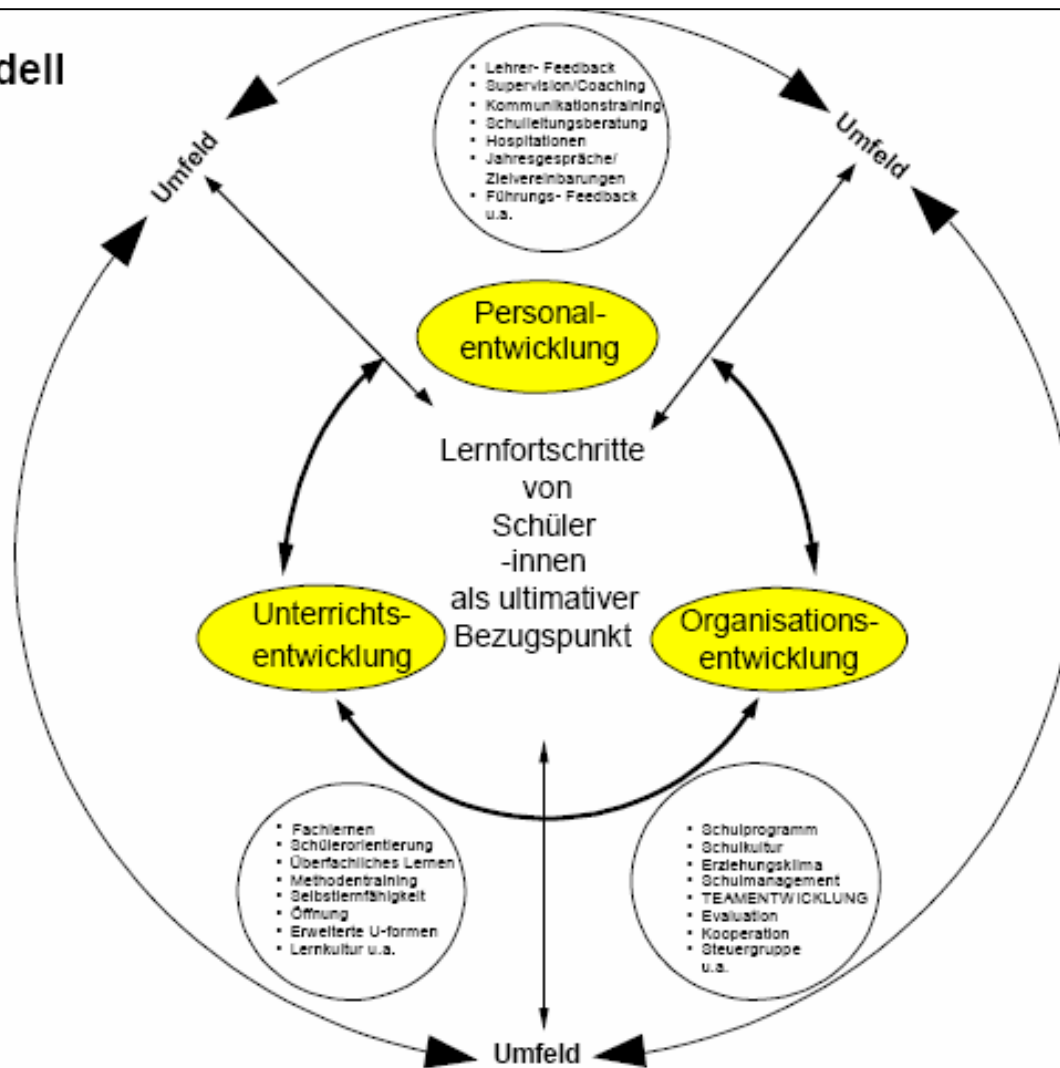 dell
Umfeld
▪ Lehrer- Feedback
▪ Supervision/Coaching
▪ Kommunikationstraining
▪ Schulleitungsberatung
▪ Hospitationen
▪ Jahresgespräche/
Zielvereinbarungen
▪ Führungs- Feedback
u.a.
Umfeld
Personal-
entwicklung
Lernfortschritte
von
Schüler
-innen
als ultimativer
Bezugspunkt
Unterrichts-
entwicklung
Organisations-
entwicklung
▪ Fachlernen
▪ Schülerorientierung
▪ Überfachliches Lernen
▪ Methodentraining
▪ Selbstlernfähigkeit
▪ Öffnung
▪ Erweiterte U-formen
▪ Lernkultur u.a.
▪ Schulprogramm
▪ Schulkultur
▪ Erziehungsklima
▪ Schulmanagement
▪ TEAMENTWICKLUNG
▪ Evaluation
▪ Kooperation
▪ Steuergruppe
u.a.
Umfeld